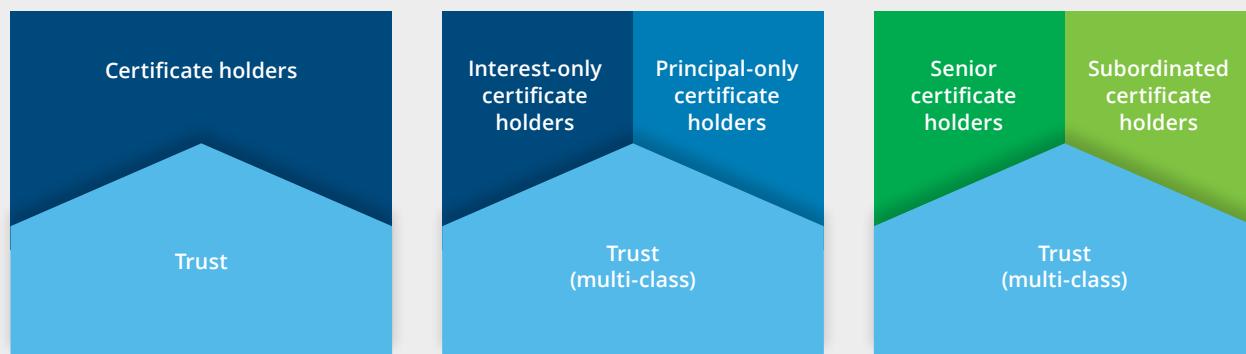 Certificate holders
Trust
Interest-only
certificate
holders
Principal-only
certificate
holders
Trust
(multi-class)
Senior
certificate
holders
Subordinated
certificate
holders
Trust
(multi-class)